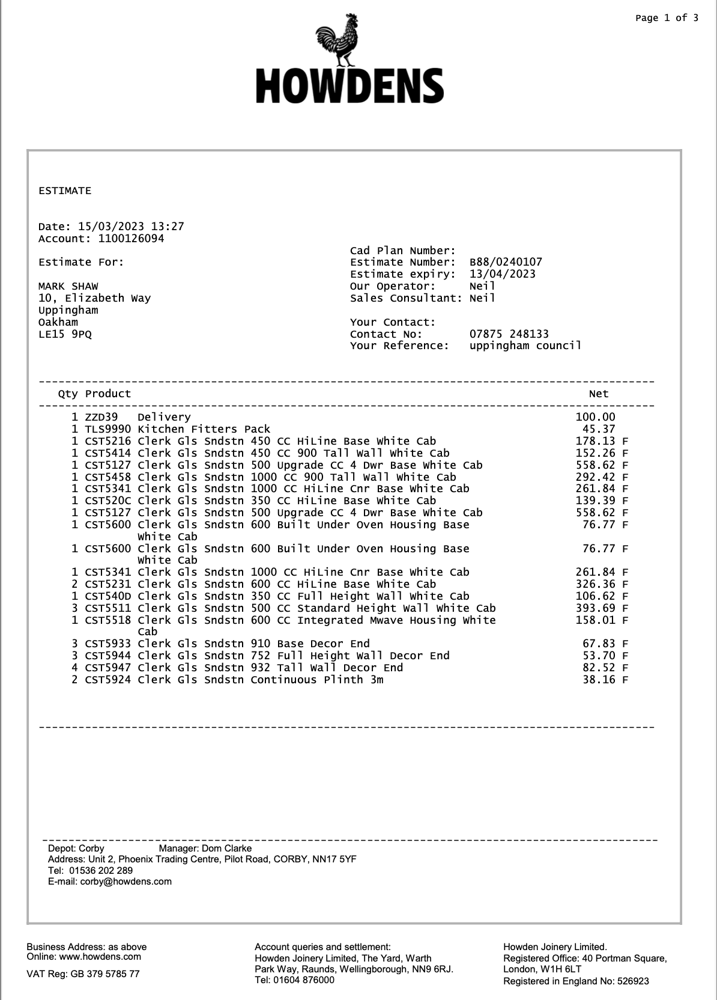 Page 1 of 3
HOWDENS
ESTIMATE
Date: 15/03/2023 13:27
Account: 1100126094
Cad Plan Number:
Estimate For:
Estimate Number: B88/0240107
Estimate expiry: 13/04/2023
MARK SHAW
Our Operator: Neil
10, Elizabeth Way
Sales Consultant: Neil
Uppingham
Oakham
Your Contact:
LE15 9PQ
Contact No: 07875 248133
Your Reference: uppingham council
Qty Product Net
1 ZZD39 Delivery 100.00
1 TLS9990 Kitchen Fitters Pack 45.37
1 CST5216 Clerk Gls Sndstn 450 CC HiLine Base White Cab 178.13 F
1 CST5414 Clerk Gls Sndstn 450 CC 900 Tall Wall White Cab 152.26 F
1 CST5127 Clerk Gls Sndstn 500 Upgrade CC 4 Dwr Base White Cab 558.62 F
1 CST5458 Clerk Gls Sndstn 1000 CC 900 Tall Wall White Cab 292.42 F
1 CST5341 Clerk Gls Sndstn 1000 CC HiLine Cnr Base White Cab 261.84 F
1 CST520C Clerk Gls Sndstn 350 CC HiLine Base White Cab 139.39 F
1 CST5127 Clerk Gls Sndstn 500 Upgrade CC 4 Dwr Base White Cab 558.62 F
1 CST5600 Clerk Gls Sndstn 600 Built Under Oven Housing Base 76.77 F
White Cab
1 CST5600 Clerk Gls Sndstn 600 Built Under Oven Housing Base 76.77 F
White Cab
1 CST5341 Clerk Gls Sndstn 1000 CC HiLine Cnr Base White Cab 261.84 F
2 CST5231 Clerk Gls Sndstn 600 CC HiLine Base White Cab 326.36 F
1 CST540D Clerk Gls Sndstn 350 CC Full Height Wall White Cab 106.62 F
3 CST5511 Clerk Gls Sndstn 500 CC Standard Height Wall White Cab 393.69 F
1 CST5518 Clerk Gls Sndstn 600 CC Integrated Mwave Housing White 158.01 F
Cab
3 CST5933 Clerk Gls Sndstn 910 Base Decor End 67.83 F
3 CST5944 Clerk Gls Sndstn 752 Full Height Wall Decor End 53.70 F
4 CST5947 Clerk Gls Sndstn 932 Tall Wall Decor End 82.52 F
2 CST5924 Clerk Gls Sndstn Continuous Plinth 3m 38.16 F
Depot: Corby Manager: Dom Clarke
Address: Unit 2, Phoenix Trading Centre, Pilot Road, CORBY, NN17 5YF
Tel: 01536 202 289
E-mail: corby@howdens.com
Business Address: as above
Online: www.howdens.com
VAT Reg: GB 379 5785 77
Account queries and settlement:
Howden Joinery Limited, The Yard, Warth
Park Way, Raunds, Wellingborough, NN9 6RJ.
Tel: 01604 876000
Howden Joinery Limited.
Registered Office: 40 Portman Square,
London, W1H 6LT
Registered in England No: 526923